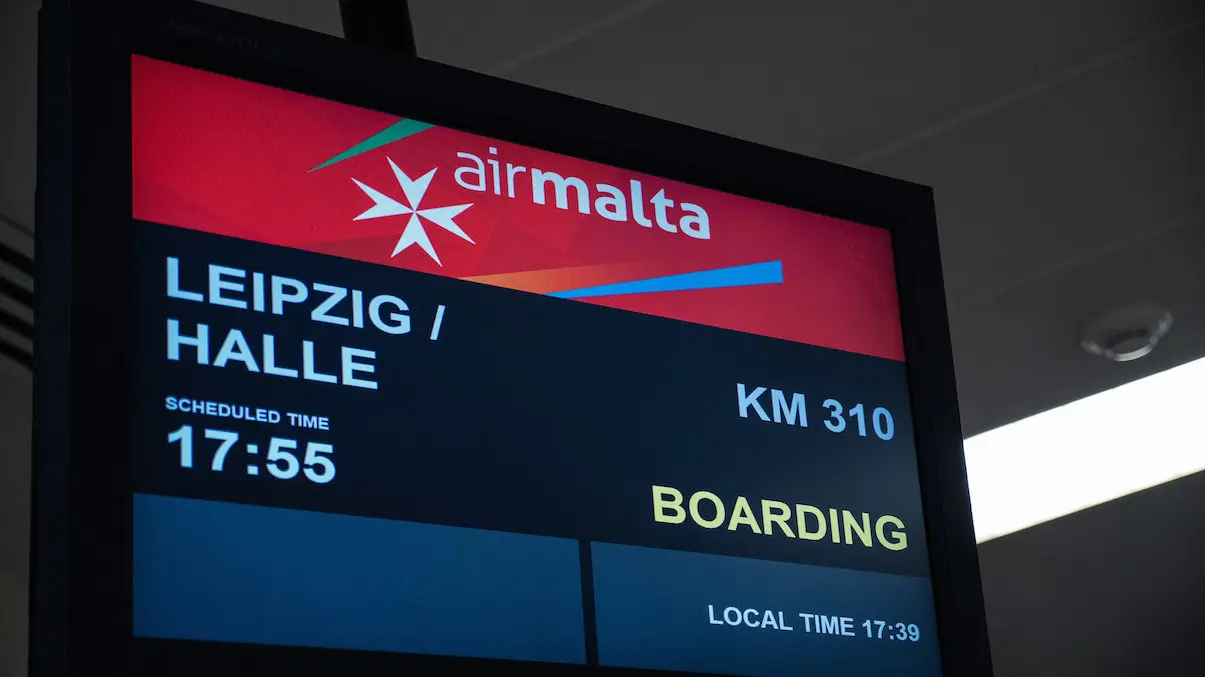 airmalta
LEIPZIG /
HALLE
SCHEDULED TIME
17:55
KM 310
BOARDING
LOCAL TIME 17:39